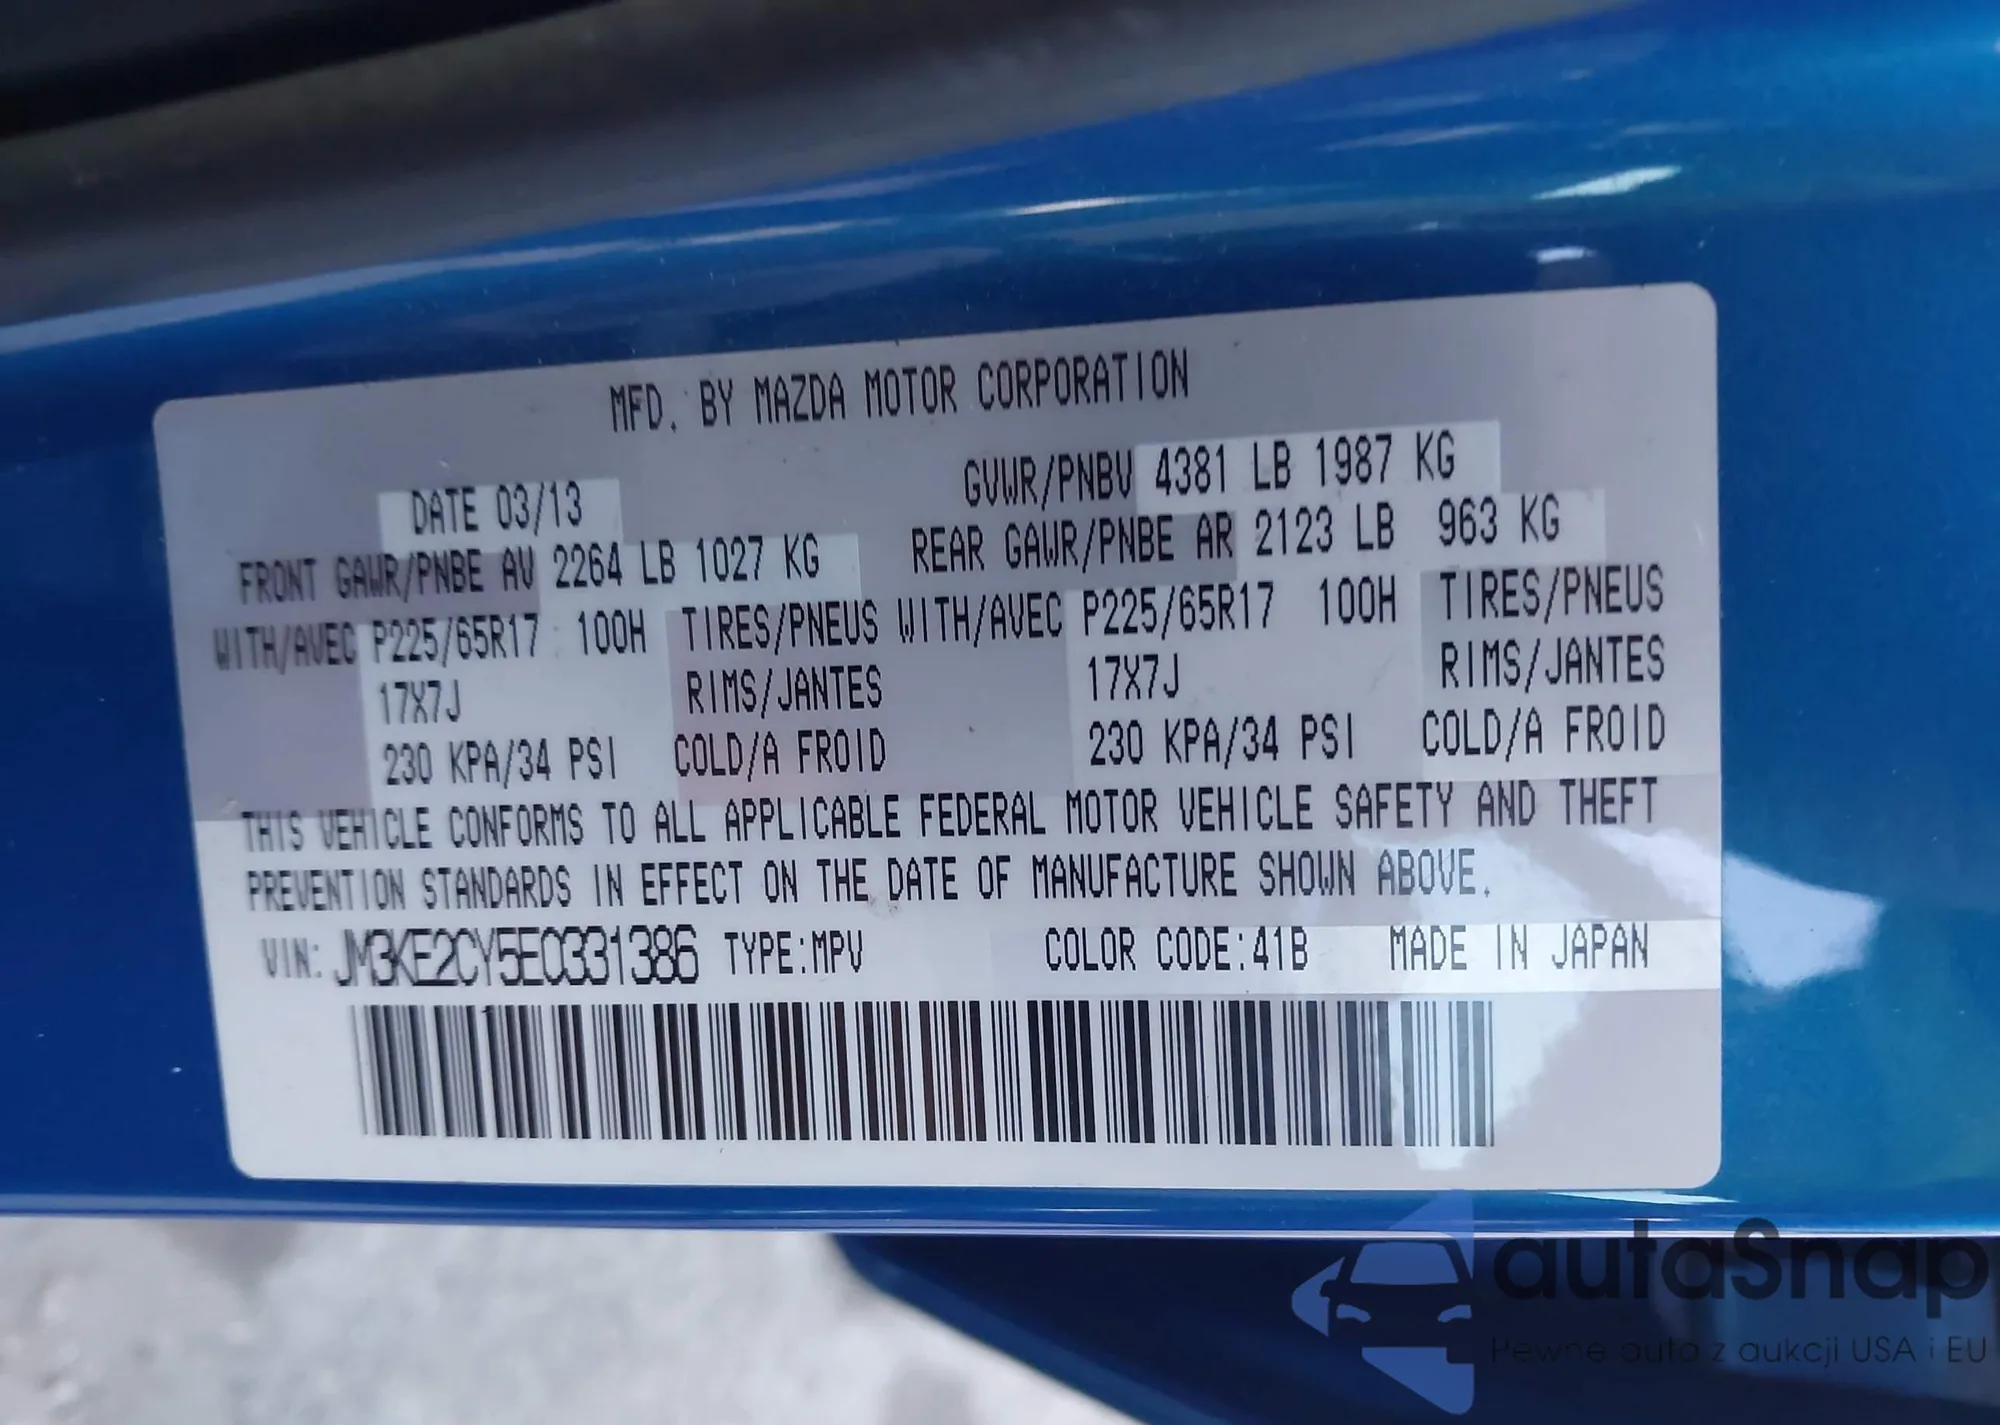 MFD. BY MAZDA MOTOR CORPORATION
DATE 03/13 GVWR/PNBV 4381 LB 1987 KG
FRONT GAWR/PNBE AV 2264 LB 1027 KG REAR GAWR/PNBE AR 2123 LB 963 KG
WITH/AVEC P225/65R17 100H TIRES/PNEUS WITH/AVEC P225/65R17 100H TIRES/PNEUS
17X7J RIMS/JANTES 17X7J RIMS/JANTES
230 KPA/34 PSI COLD/A FROID 230 KPA/34 PSI COLD/A FROID
THIS VEHICLE CONFORMS TO ALL APPLICABLE FEDERAL MOTOR VEHICLE SAFETY AND THEFT
PREVENTION STANDARDS IN EFFECT ON THE DATE OF MANUFACTURE SHOWN ABOVE.
VIN: JM3KE2CY5E0331386 TYPE:MPV COLOR CODE:41B MADE IN JAPAN
autaSnap
Pewne auto z aukcji USA i EU